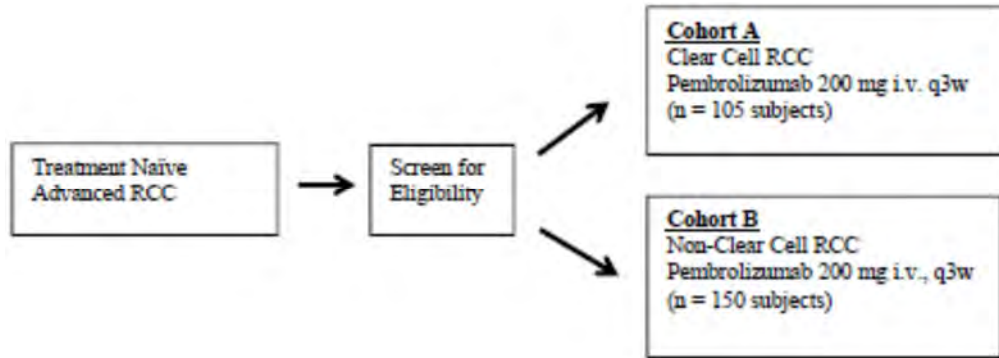 Treatment Naïve
Advanced RCC
Screen for
Eligibility
Cohort A
Clear Cell RCC
Pembrolizumab 200 mg i.v. q3w
(n = 105 subjects)
Cohort B
Non-Clear Cell RCC
Pembrolizumab 200 mg i.v., q3w
(n = 150 subjects)